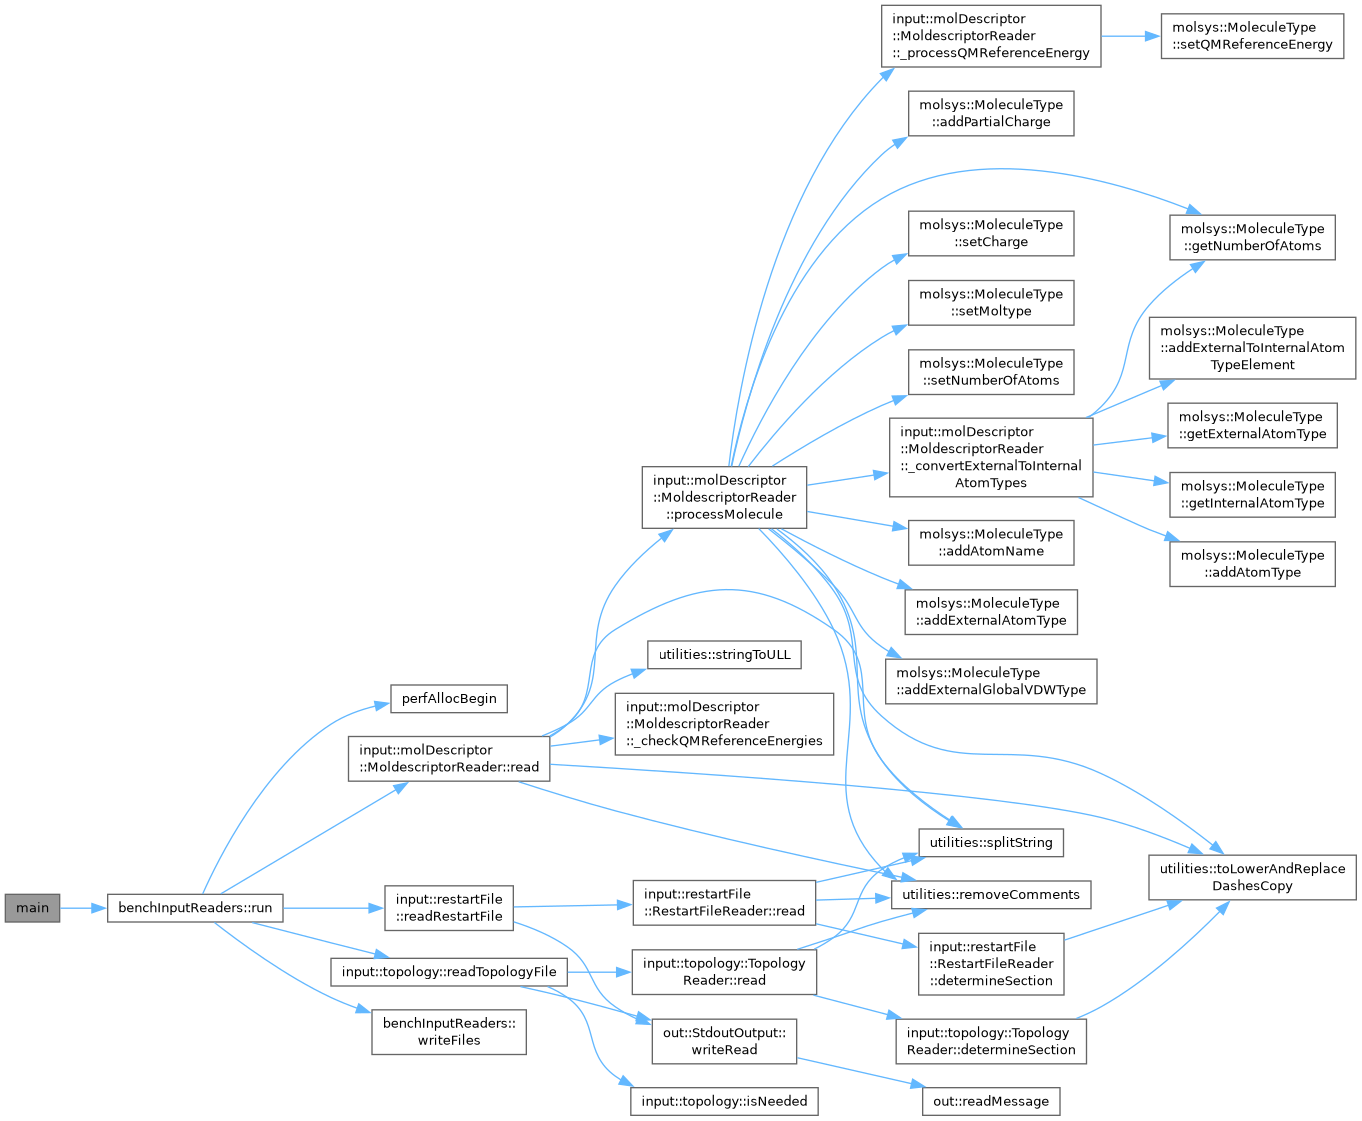 main
benchInputReaders::run
perfAllocBegin
input::molDescriptor
::MoldescriptorReader::read
input::restartFile
::readRestartFile
input::topology::readTopologyFile
benchInputReaders::
writeFiles
input::molDescriptor
::MoldescriptorReader
::processMolecule
utilities::stringToULL
input::molDescriptor
::MoldescriptorReader
::_checkQMReferenceEnergies
input::restartFile
::RestartFileReader::read
input::topology::Topology
Reader::read
out::StdoutOutput::
writeRead
input::topology::isNeeded
input::molDescriptor
::MoldescriptorReader
::_processQMReferenceEnergy
molsys::MoleculeType
::addPartialCharge
molsys::MoleculeType
::setCharge
molsys::MoleculeType
::setMoltype
molsys::MoleculeType
::setNumberOfAtoms
input::molDescriptor
::MoldescriptorReader
::_convertExternalToInternal
AtomTypes
molsys::MoleculeType
::addAtomName
molsys::MoleculeType
::addExternalAtomType
molsys::MoleculeType
::addExternalGlobalVDWType
utilities::splitString
utilities::removeComments
input::restartFile
::RestartFileReader
::determineSection
input::topology::Topology
Reader::determineSection
out::readMessage
molsys::MoleculeType
::setQMReferenceEnergy
molsys::MoleculeType
::getNumberOfAtoms
molsys::MoleculeType
::addExternalToInternalAtom
TypeElement
molsys::MoleculeType
::getExternalAtomType
molsys::MoleculeType
::getInternalAtomType
molsys::MoleculeType
::addAtomType
utilities::toLowerAndReplace
DashesCopy